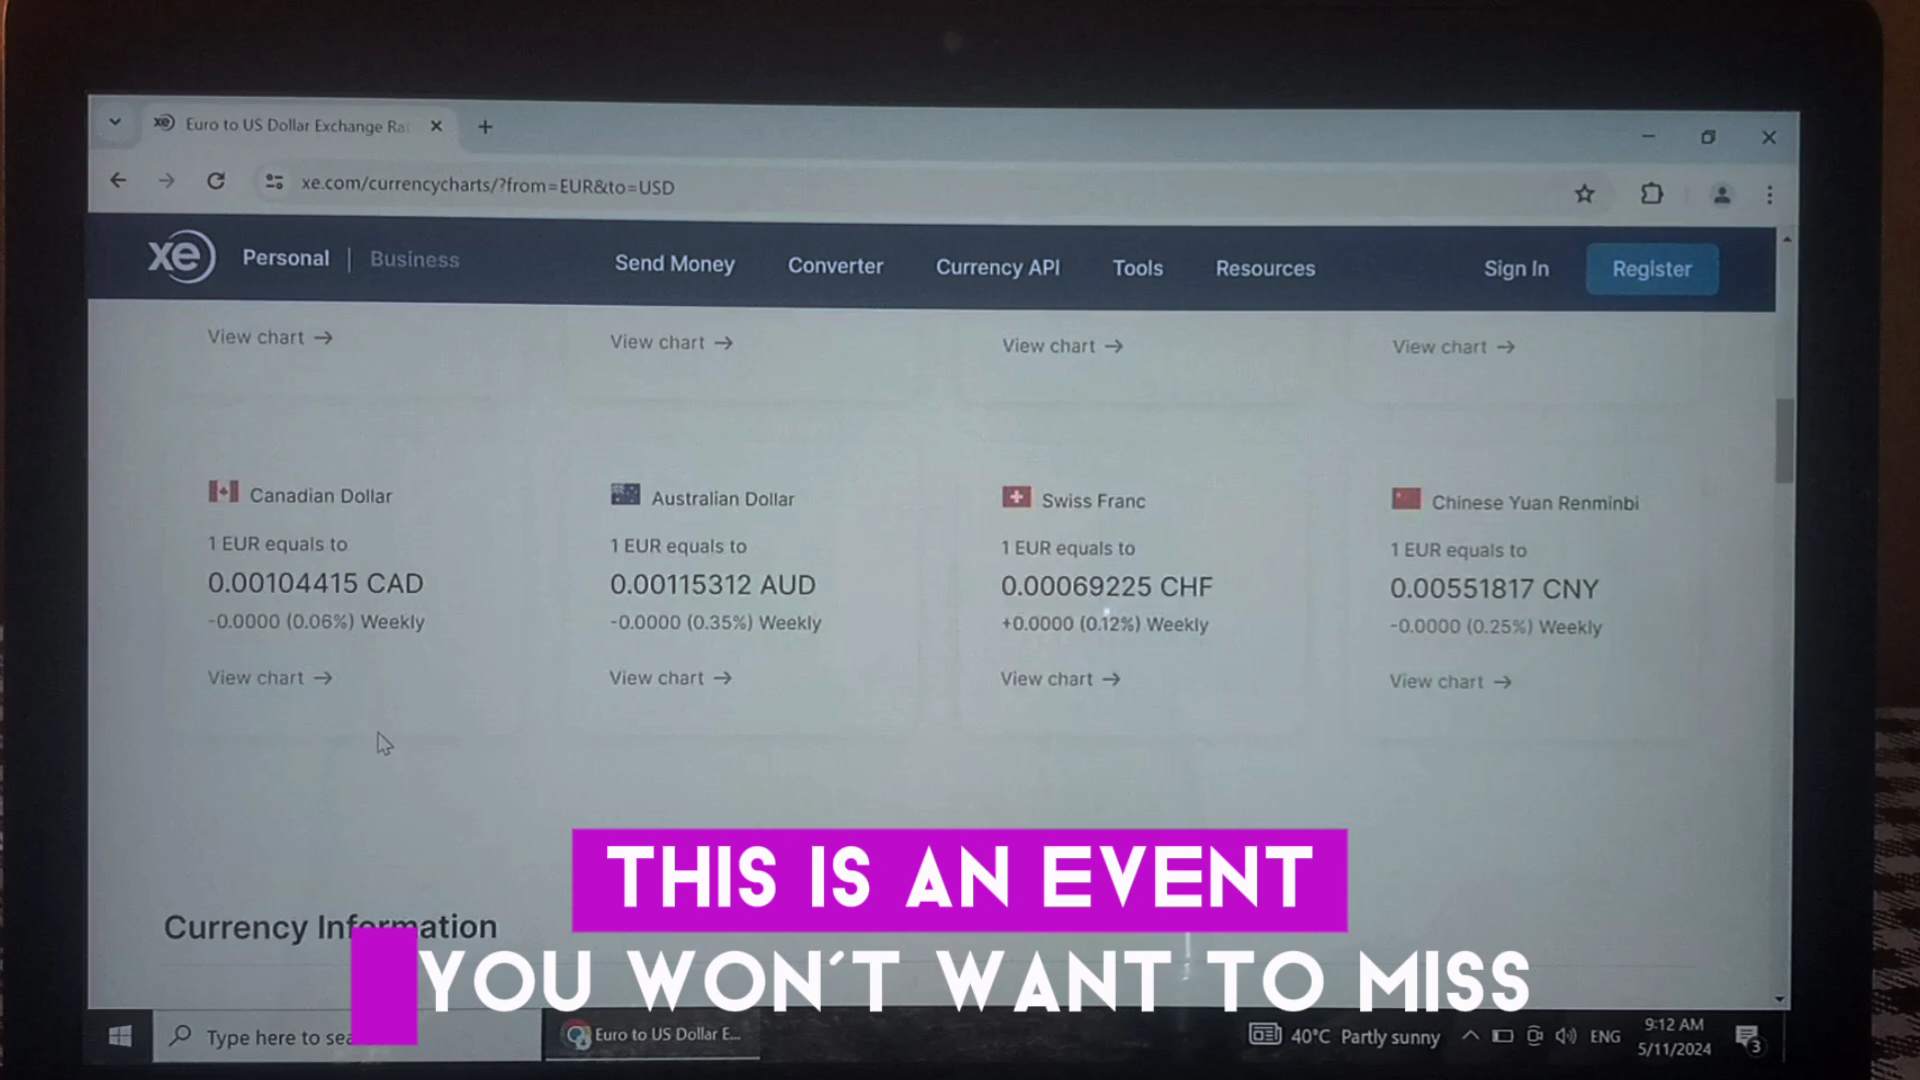 Euro to US Dollar Exchange Ra
xe.com/currencycharts/?from=EUR&to=USD
xe Personal | Business Send Money Converter Currency API Tools Resources Sign In Register
View chart → View chart → View chart → View chart →
Canadian Dollar Australian Dollar Swiss Franc Chinese Yuan Renminbi
1 EUR equals to 1 EUR equals to 1 EUR equals to 1 EUR equals to
0.00104415 CAD 0.00115312 AUD 0.00069225 CHF 0.00551817 CNY
-0.0000 (0.06%) Weekly -0.0000 (0.35%) Weekly +0.0000 (0.12%) Weekly -0.0000 (0.25%) Weekly
View chart → View chart → View chart → View chart →
THIS IS AN EVENT
Currency Information
YOU WON'T WANT TO MISS
Type here to sea Euro to US Dollar E... 40°C Partly sunny ENG 9:12 AM
5/11/2024 3